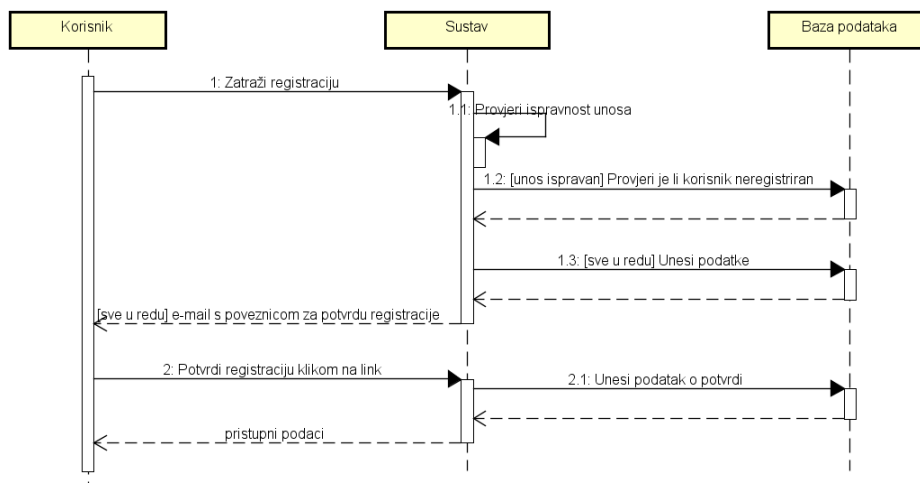 Korisnik
Sustav
Baza podataka
1: Zatraži registraciju
1.1: Provjeri ispravnost unosa
1.2: [unos ispravan] Provjeri je li korisnik neregistriran
1.3: [sve u redu] Unesi podatke
[sve u redu] e-mail s poveznicom za potvrdu registracije
2: Potvrdi registraciju klikom na link
2.1: Unesi podatak o potvrdi
pristupni podaci